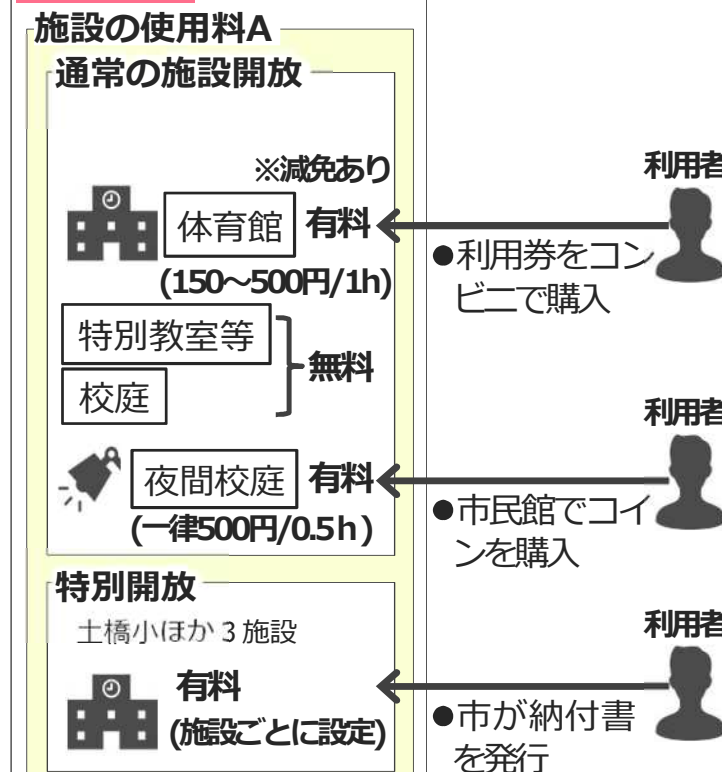 施設の使用料A
通常の施設開放
※減免あり
体育館 有料
(150～500円/1h)
特別教室等
校庭
無料
夜間校庭 有料
(一律500円/0.5h)
特別開放
土橋小ほか3施設
有料
(施設ごとに設定)
利用者
●利用券をコン
ビニで購入
利用者
●市民館でコイ
ンを購入
利用者
●市が納付書
を発行